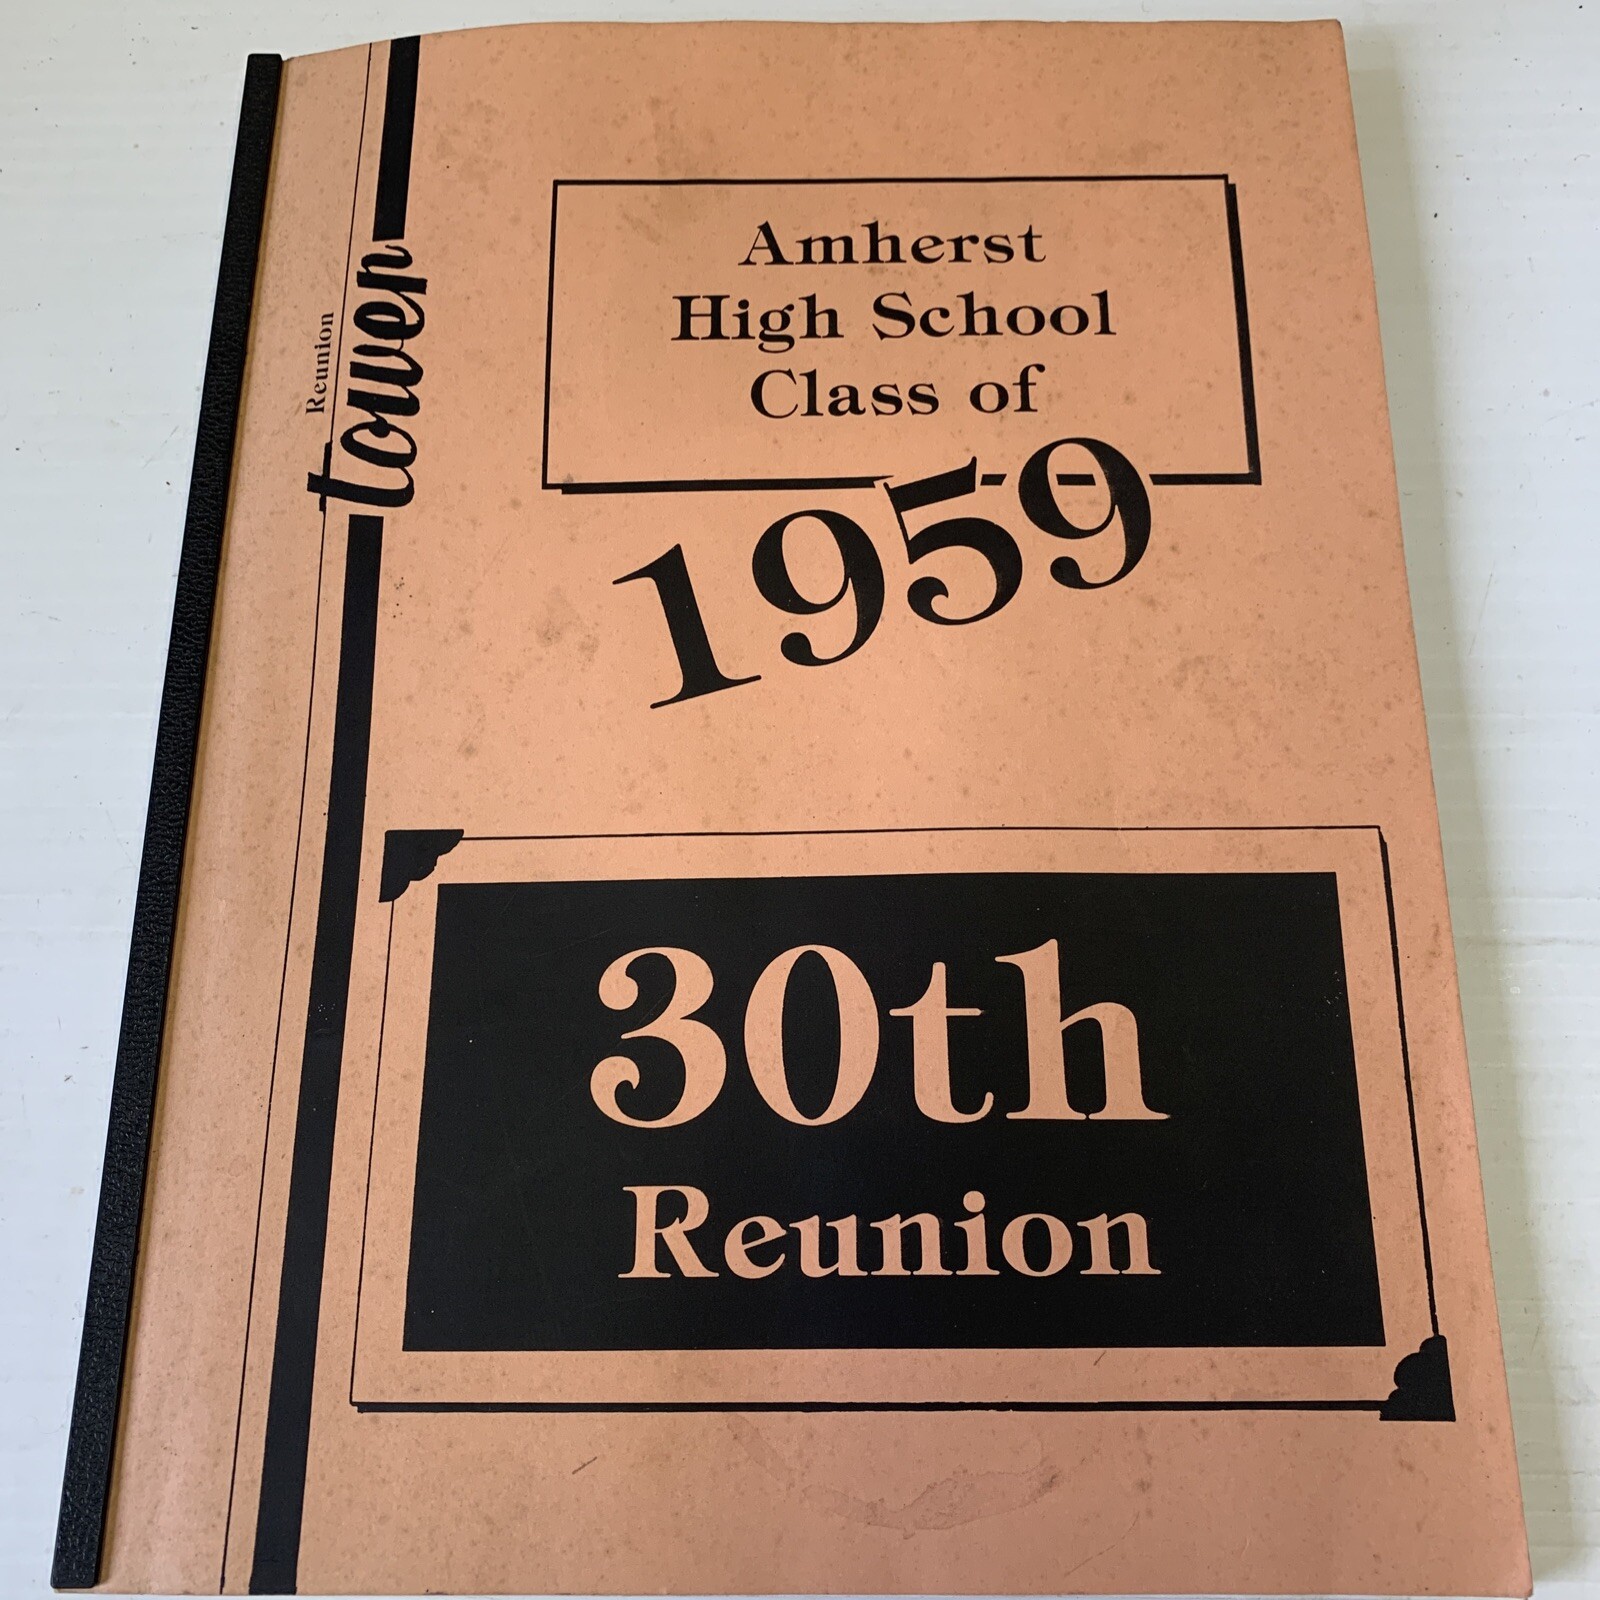 Reunion
tower
Amherst
High School
Class of
1959
30th
Reunion